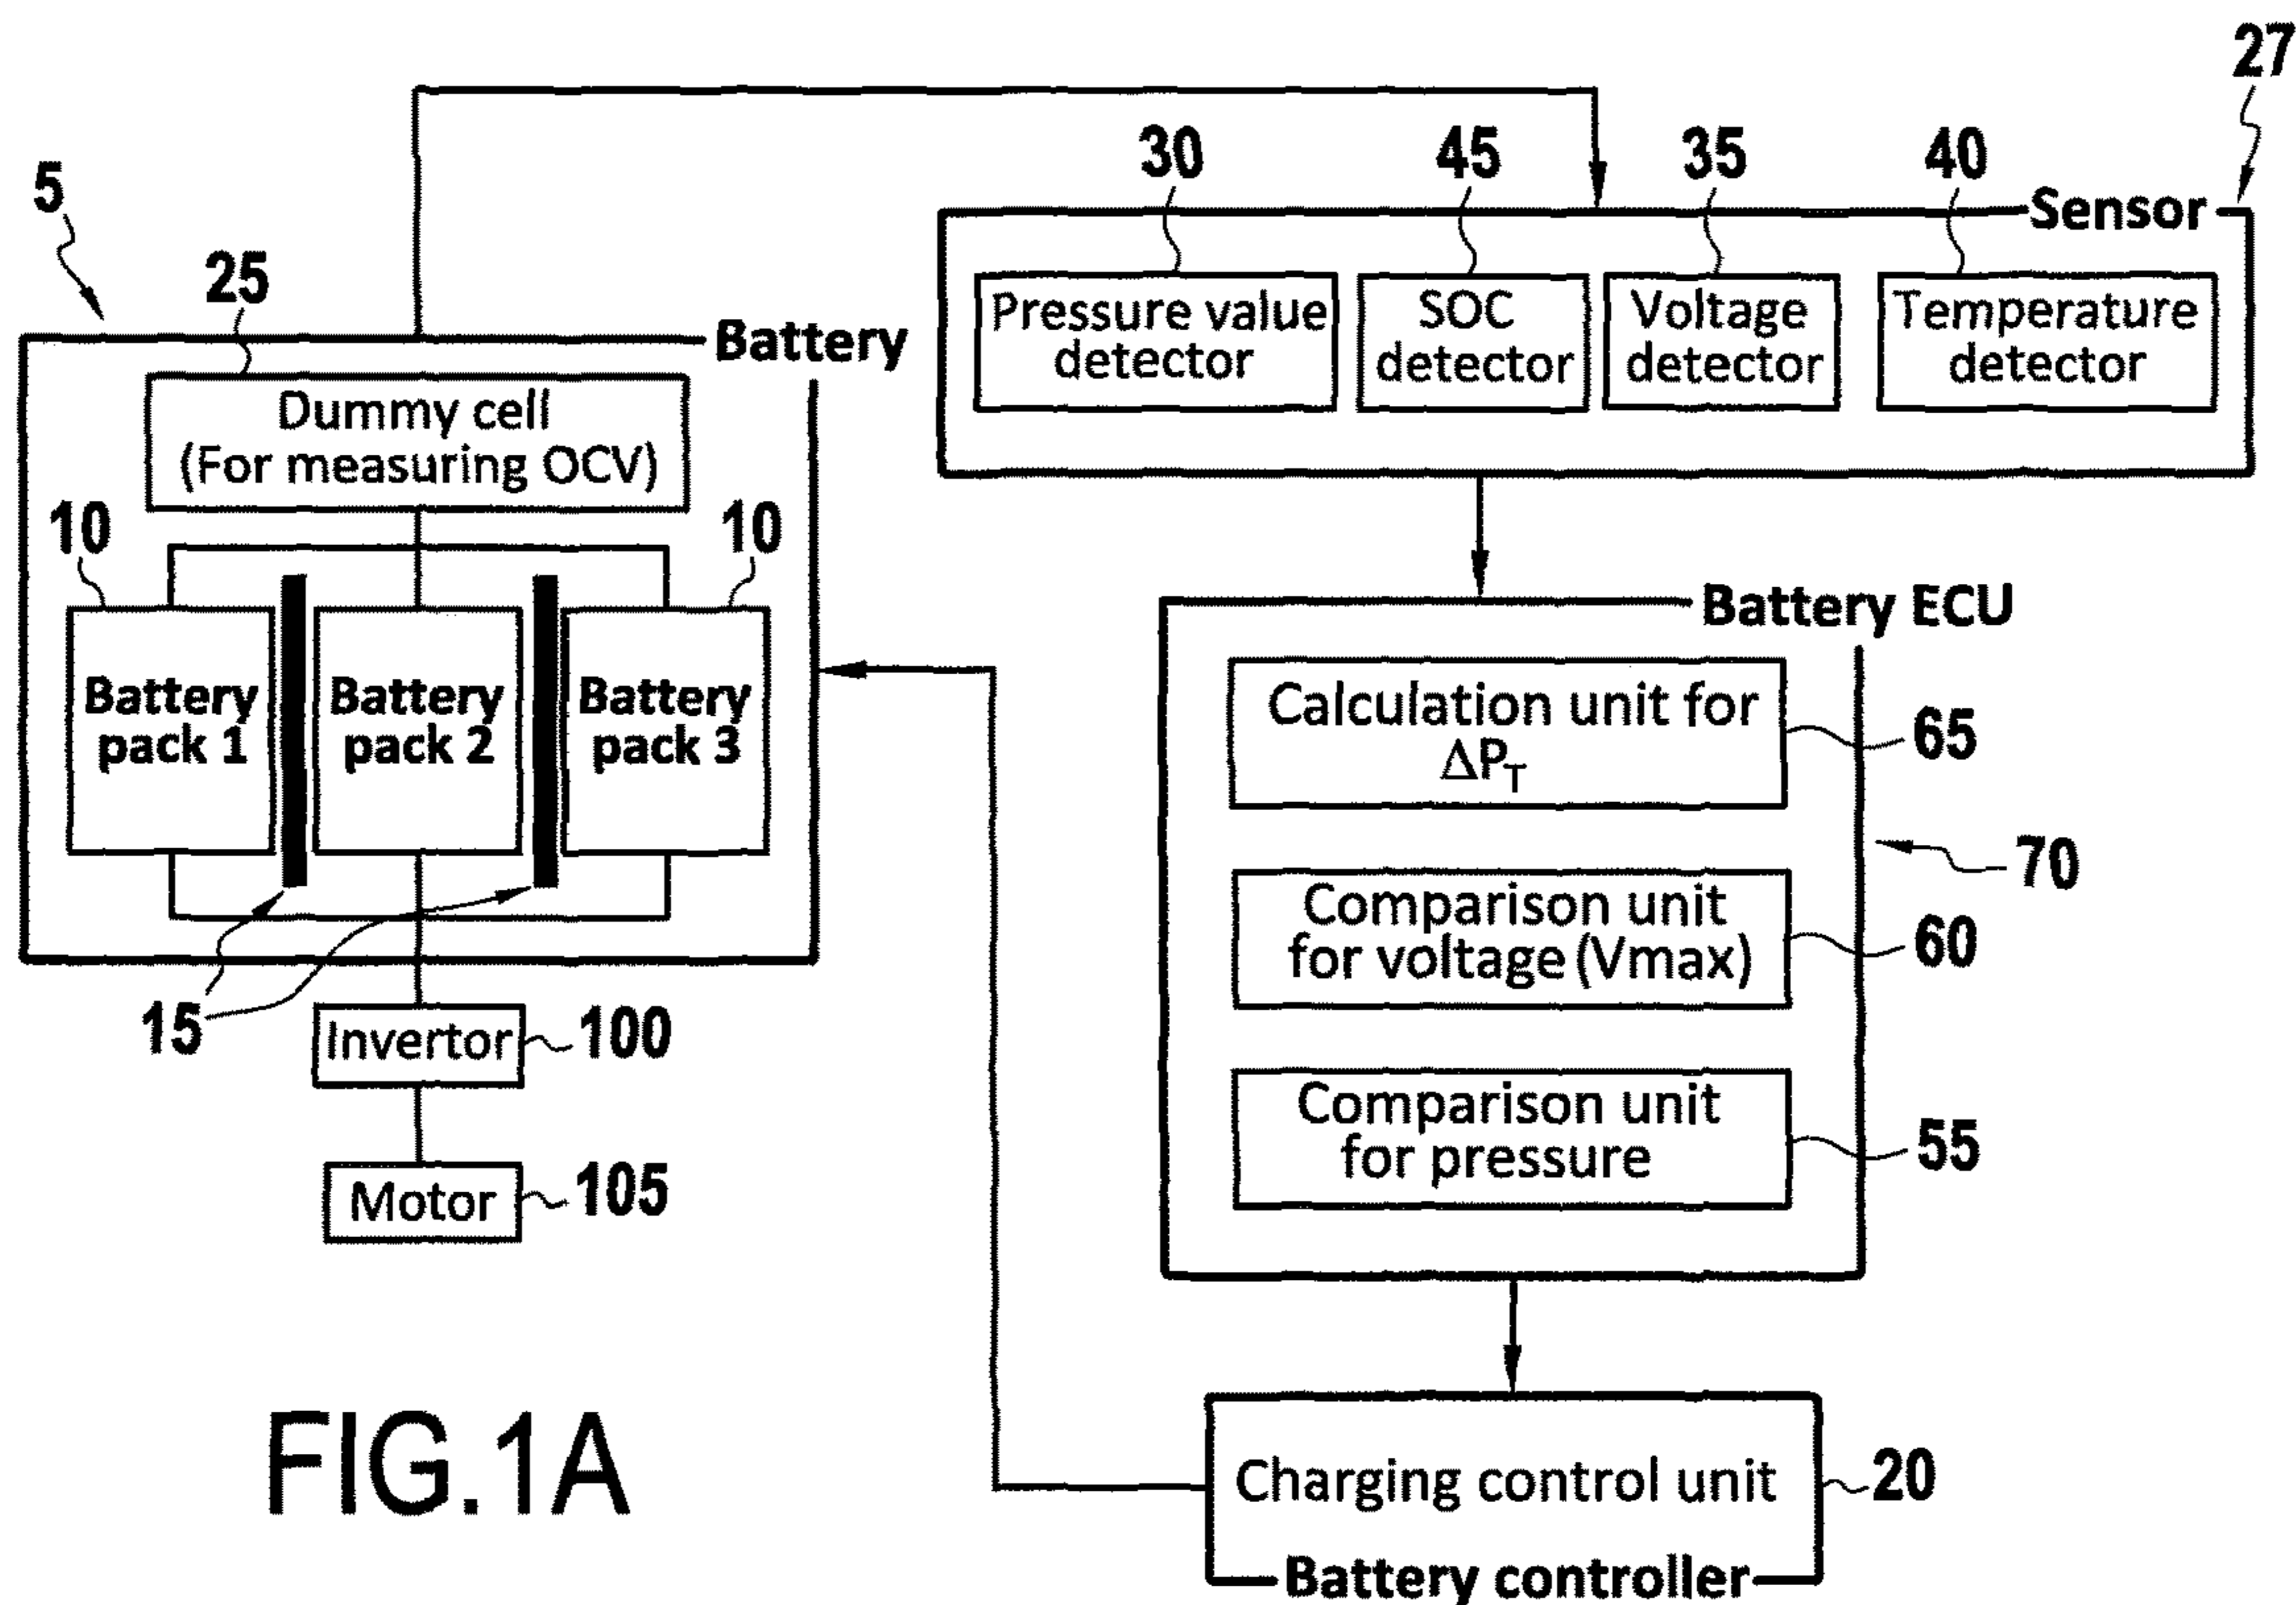 27
30
45
35
40
5
Sensor
25
Pressure value
detector
SOC
detector
Voltage
detector
Temperature
detector
Battery
Dummy cell
(For measuring OCV)
10
10
Battery
pack 1
Battery
pack 2
Battery
pack 3
Battery ECU
Calculation unit for
ΔP_T
65
70
Comparison unit
for voltage (Vmax)
60
15
Invertor
100
Comparison unit
for pressure
55
Motor
105
Charging control unit
20
Battery controller
FIG.1A